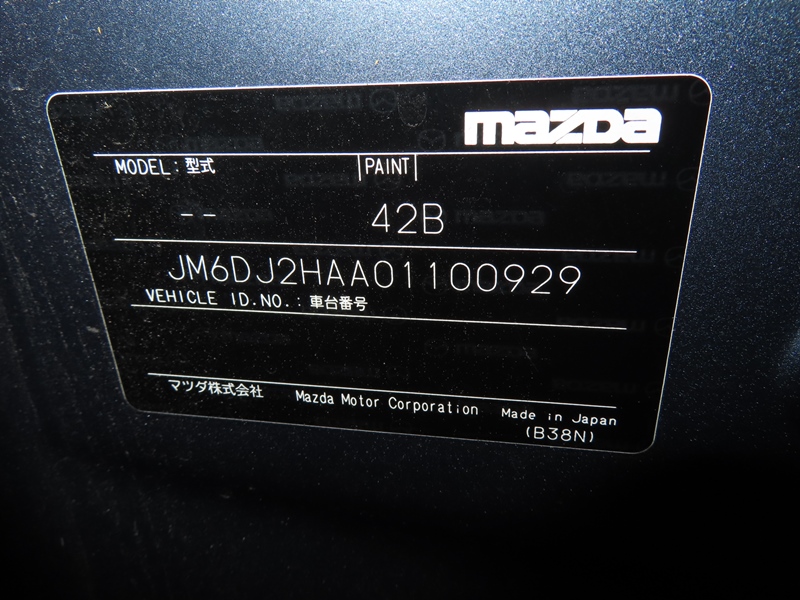 mazda
MODEL: 型式 |PAINT|
-- 42B
JM6DJ2HAA01100929
VEHICLE ID.NO.: 車台番号
マツダ株式会社 Mazda Motor Corporation Made in Japan
(B38N)